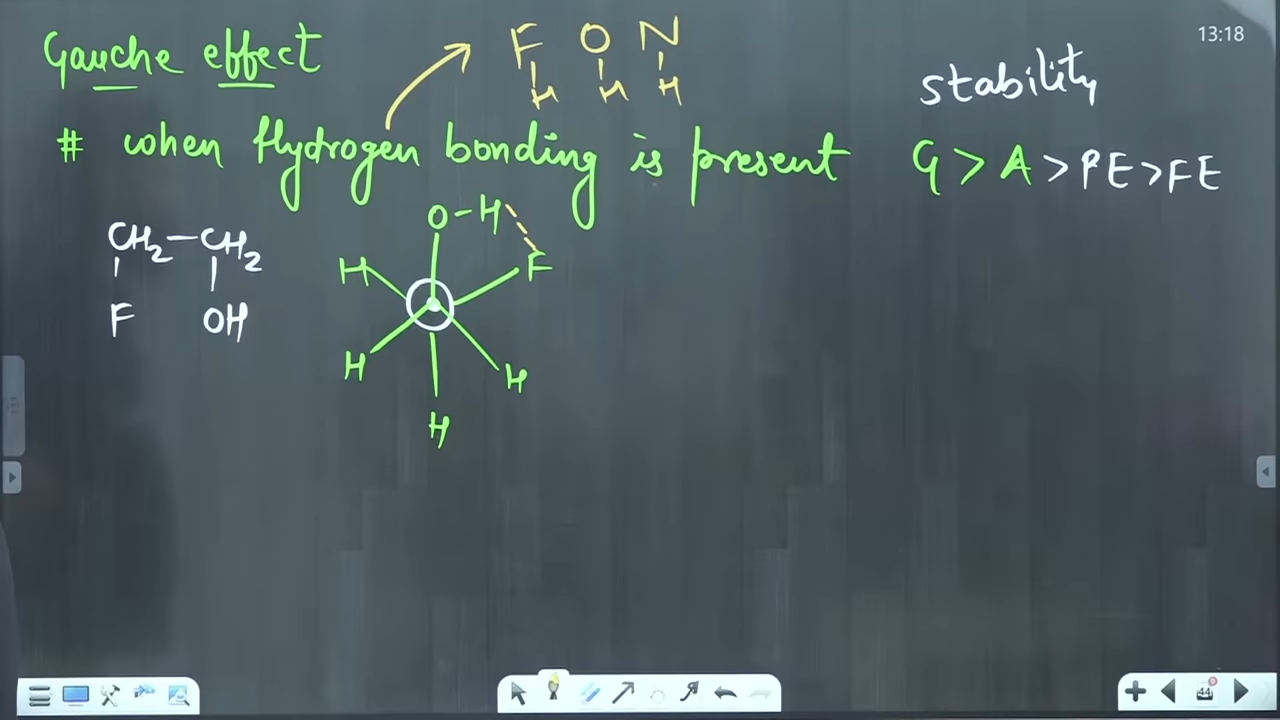 13:18
Gauche effect
F O N
H H H
stability
# when Hydrogen bonding is present
G > A > PE > FE
CH₂—CH₂
F OH
O-H
H F
H H
H